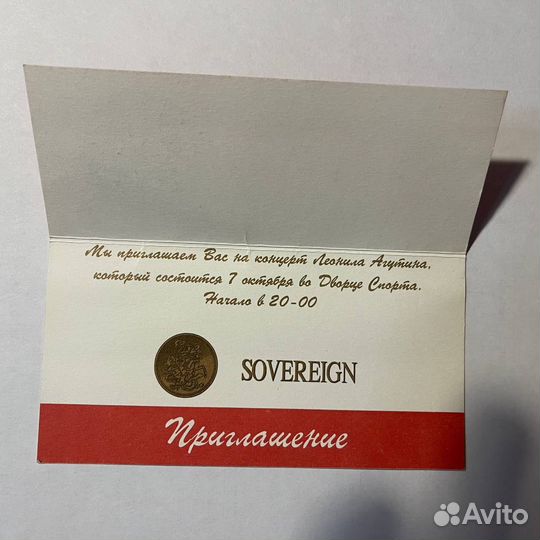 Мы приглашаем Вас на концерт Леонила Агутина,
который состоится 7 октября во Дворце Спорта.
Начало в 20-00
SOVEREIGN
Приглашение
Avito